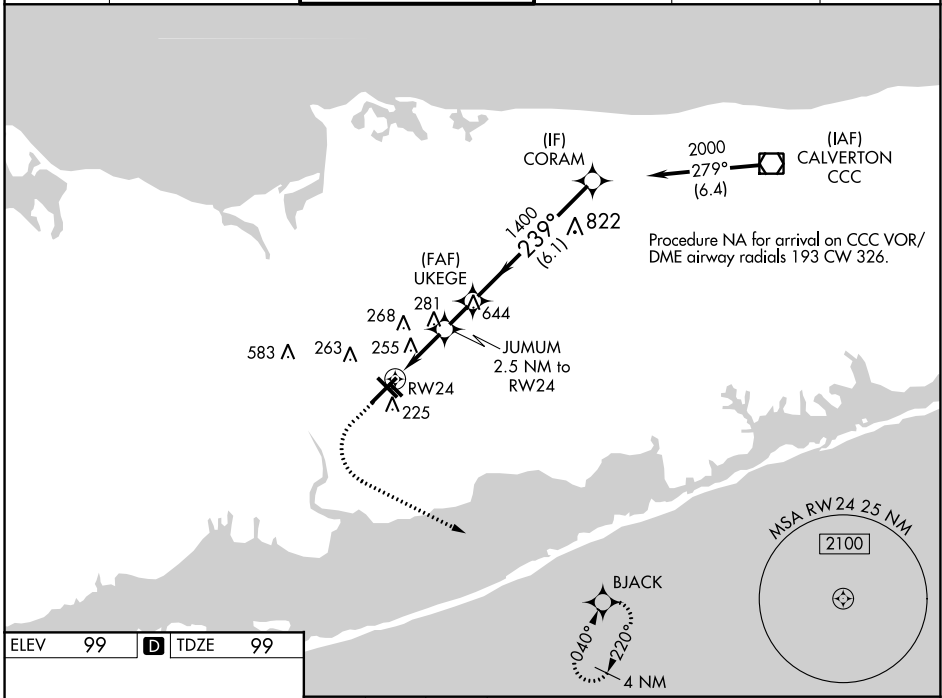 (IF)
CORAM
2000
279°
(6.4)
(IAF)
CALVERTON
CCC
1400
239°
(6.1)
822
Procedure NA for arrival on CCC VOR/
DME airway radials 193 CW 326.
(FAF)
UKEGE
281
644
268
583
263
255
JUMUM
2.5 NM to
RW24
RW24
225
MSA RW24 25 NM
2100
BJACK
040°
220°
4 NM
ELEV 99 D TDZE 99